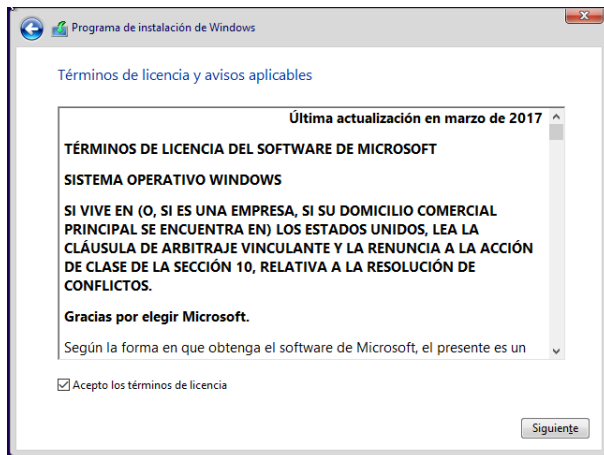 Programa de instalación de Windows
Términos de licencia y avisos aplicables
Última actualización en marzo de 2017
TÉRMINOS DE LICENCIA DEL SOFTWARE DE MICROSOFT
SISTEMA OPERATIVO WINDOWS
SI VIVE EN (O, SI ES UNA EMPRESA, SI SU DOMICILIO COMERCIAL
PRINCIPAL SE ENCUENTRA EN) LOS ESTADOS UNIDOS, LEA LA
CLÁUSULA DE ARBITRAJE VINCULANTE Y LA RENUNCIA A LA ACCIÓN
DE CLASE DE LA SECCIÓN 10, RELATIVA A LA RESOLUCIÓN DE
CONFLICTOS.
Gracias por elegir Microsoft.
Según la forma en que obtenga el software de Microsoft, el presente es un
Acepto los términos de licencia
Siguiente